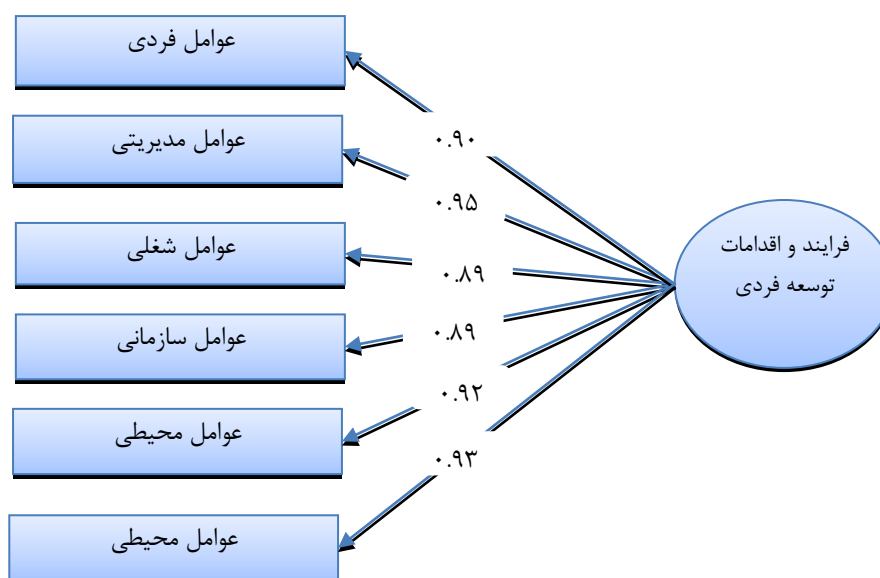 عوامل فردی
عوامل مدیریتی
عوامل شغلی
عوامل سازمانی
عوامل محیطی
عوامل محیطی
۰.۹۰
۰.۹۵
۰.۸۹
۰.۸۹
۰.۹۲
۰.۹۳
فرایند و اقدامات
توسعه فردی